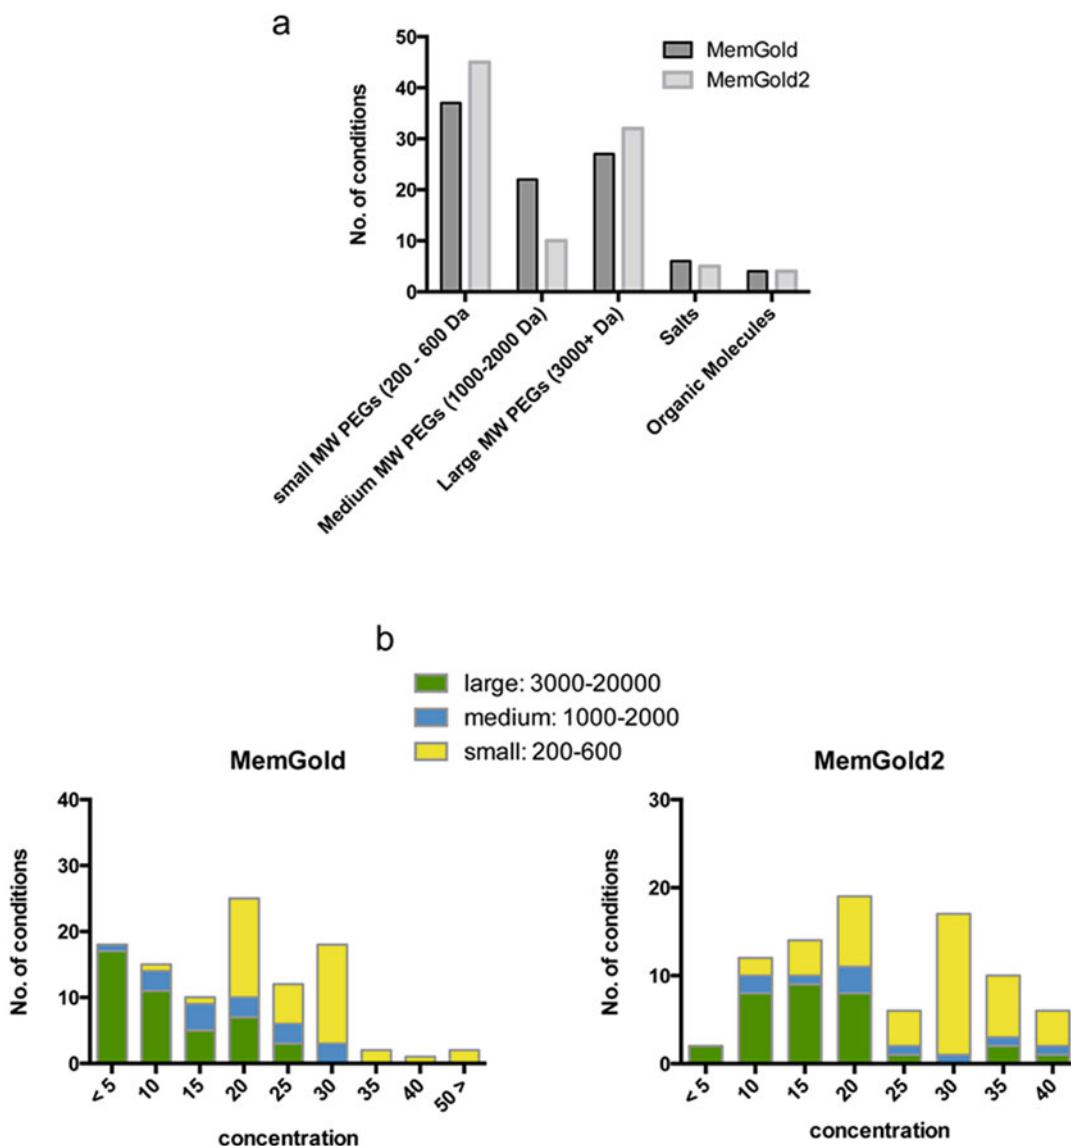 a
50
40
30
20
10
0
No. of conditions
MemGold
MemGold2
small MW PEGs (200 - 600 Da
Medium MW PEGs (1000-2000 Da)
Large MW PEGs (3000+ Da)
Salts
Organic Molecules
b
large: 3000-20000
medium: 1000-2000
small: 200-600
MemGold
40
30
20
10
0
No. of conditions
< 5
10
15
20
25
30
35
40
50 >
concentration
MemGold2
30
20
10
0
No. of conditions
< 5
10
15
20
25
30
35
40
concentration